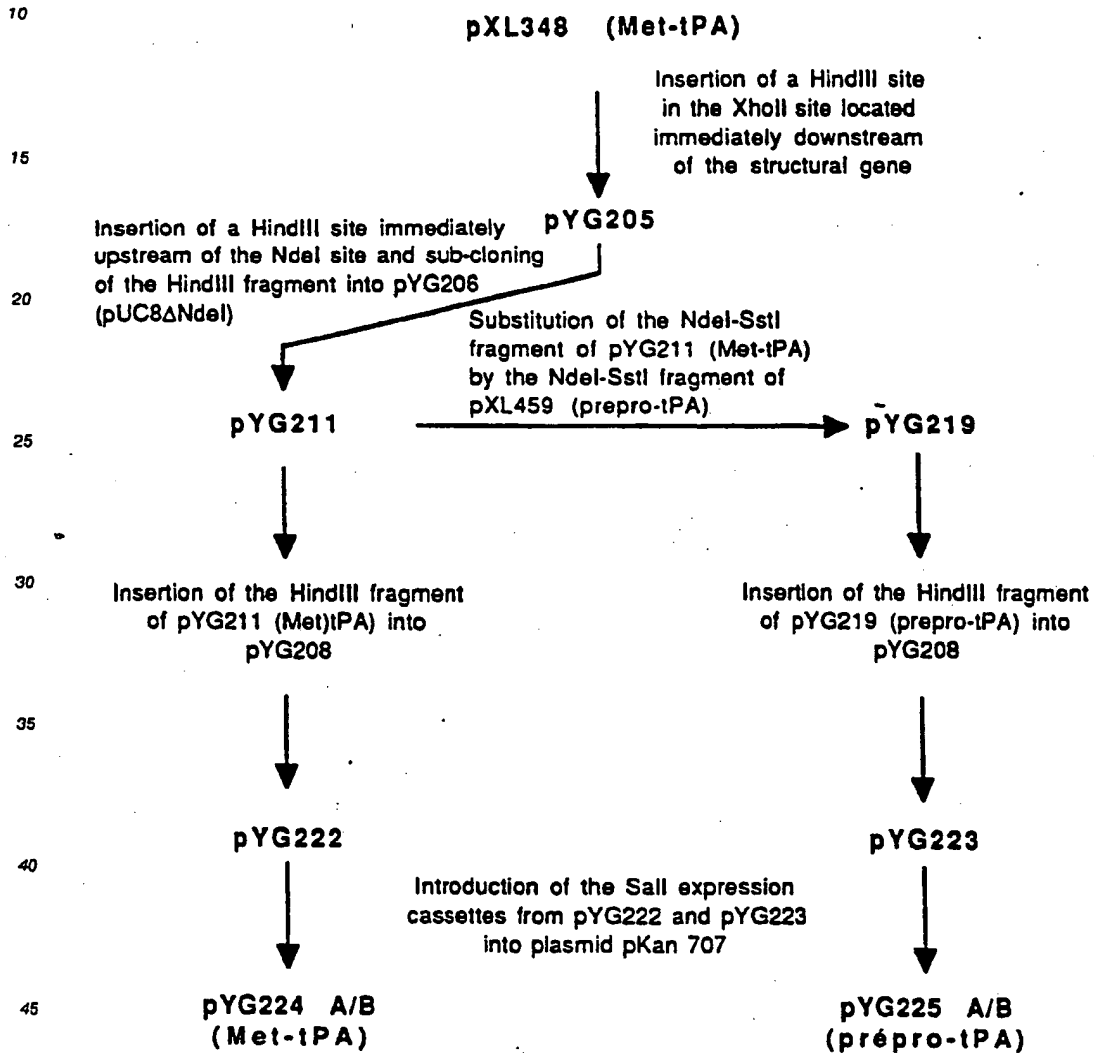 10
pXL348 (Met-tPA)
Insertion of a HindIII site
in the XhoII site located
immediately downstream
of the structural gene
15
pYG205
Insertion of a HindIII site immediately
upstream of the NdeI site and sub-cloning
of the HindIII fragment into pYG206
(pUC8ΔNdeI)
20
Substitution of the NdeI-SstI
fragment of pYG211 (Met-tPA)
by the NdeI-SstI fragment of
pXL459 (prepro-tPA)
pYG211
pYG219
25
30
Insertion of the HindIII fragment
of pYG211 (Met)tPA) into
pYG208
Insertion of the HindIII fragment
of pYG219 (prepro-tPA) into
pYG208
35
pYG222
pYG223
40
Introduction of the SalI expression
cassettes from pYG222 and pYG223
into plasmid pKan 707
45
pYG224 A/B
(Met-tPA)
pYG225 A/B
(prépro-tPA)